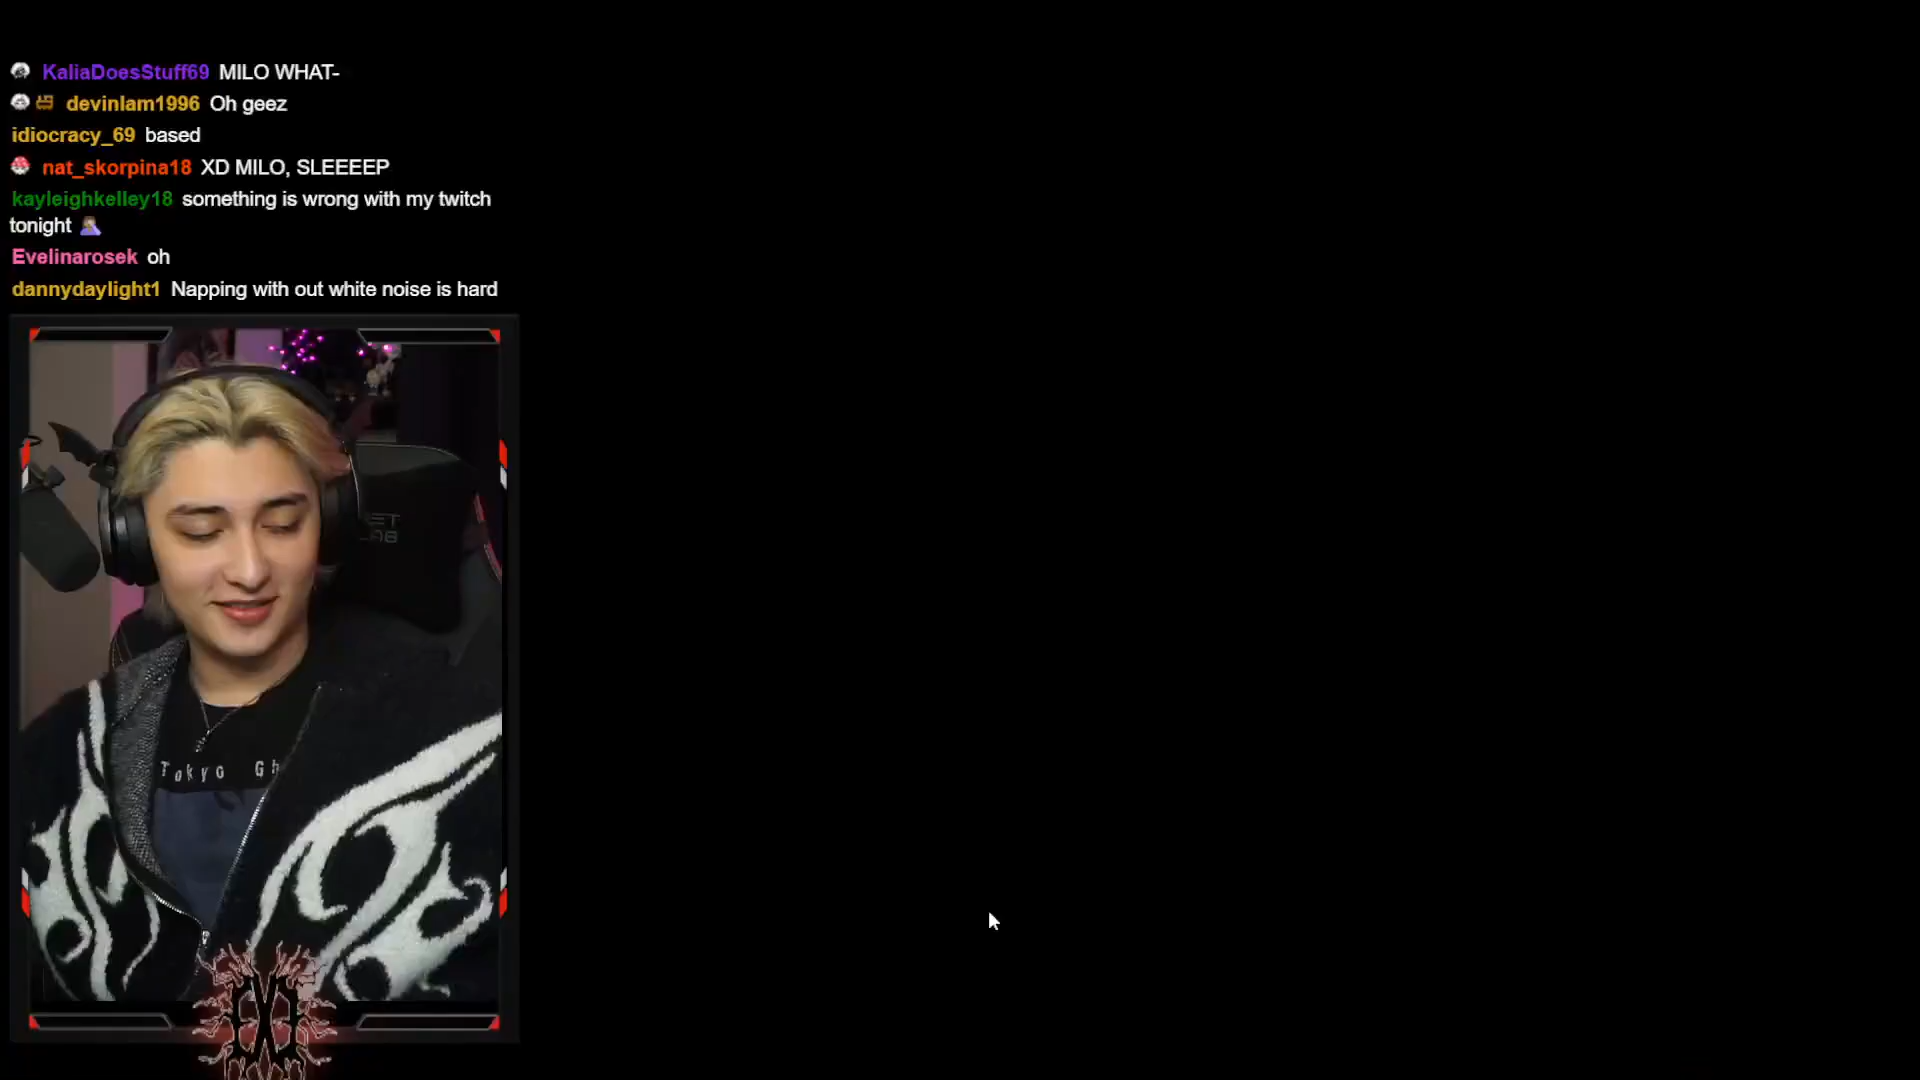 KaliaDoesStuff69 MILO WHAT-
devinlam1996 Oh geez
idiocracy_69 based
nat_skorpina18 XD MILO, SLEEEEP
kayleighkelley18 something is wrong with my twitch
tonight 🤦🏽‍♀️
Evelinarosek oh
dannydaylight1 Napping with out white noise is hard
Tokyo Gh